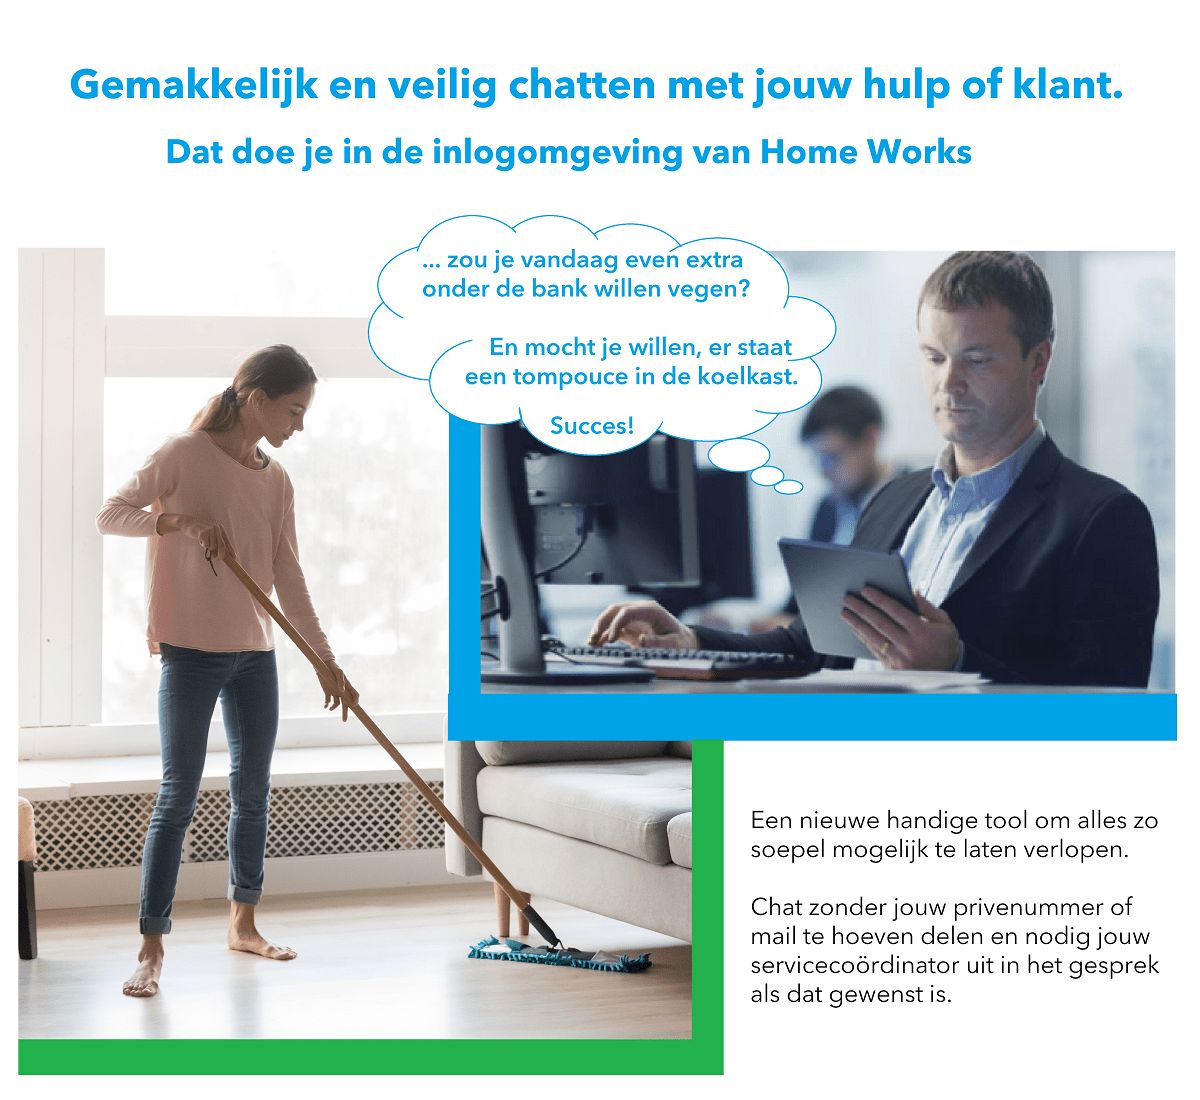 Gemakkelijk en veilig chatten met jouw hulp of klant.
Dat doe je in de inlogomgeving van Home Works
... zou je vandaag even extra
onder de bank willen vegen?
En mocht je willen, er staat
een tompouce in de koelkast.
Succes!
Een nieuwe handige tool om alles zo
soepel mogelijk te laten verlopen.
Chat zonder jouw privenummer of
mail te hoeven delen en nodig jouw
servicecoördinator uit in het gesprek
als dat gewenst is.